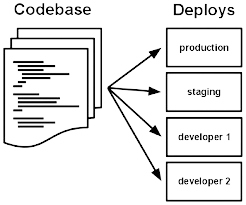 Codebase
Deploys
production
staging
developer 1
developer 2